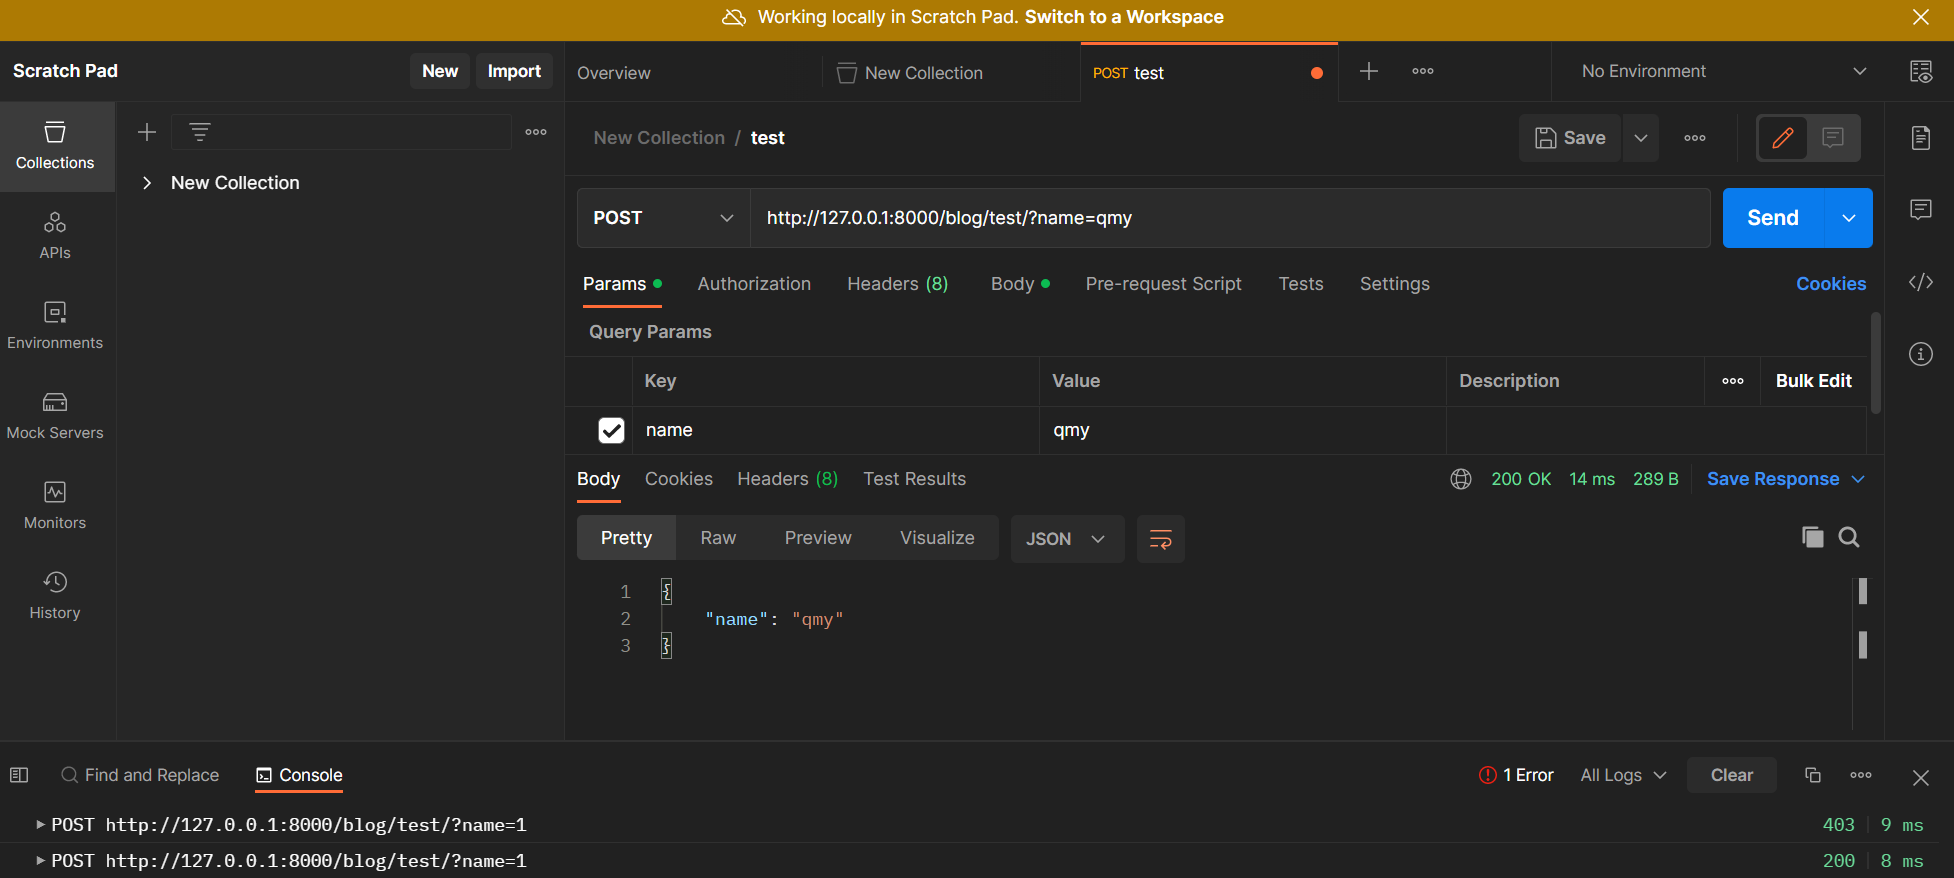 Working locally in Scratch Pad. Switch to a Workspace
Scratch Pad
New
Import
Overview
New Collection
POST test
No Environment
Collections
New Collection / test
Save
New Collection
APIs
POST
http://127.0.0.1:8000/blog/test/?name=qmy
Send
Params
Authorization
Headers (8)
Body
Pre-request Script
Tests
Settings
Cookies
Environments
Query Params
Key
Value
Description
Bulk Edit
name
qmy
Mock Servers
Body
Cookies
Headers (8)
Test Results
200 OK
14 ms
289 B
Save Response
Monitors
Pretty
Raw
Preview
Visualize
JSON
History
1 {
2 "name": "qmy"
3 }
Find and Replace
Console
1 Error
All Logs
Clear
POST http://127.0.0.1:8000/blog/test/?name=1
403
9 ms
POST http://127.0.0.1:8000/blog/test/?name=1
200
8 ms